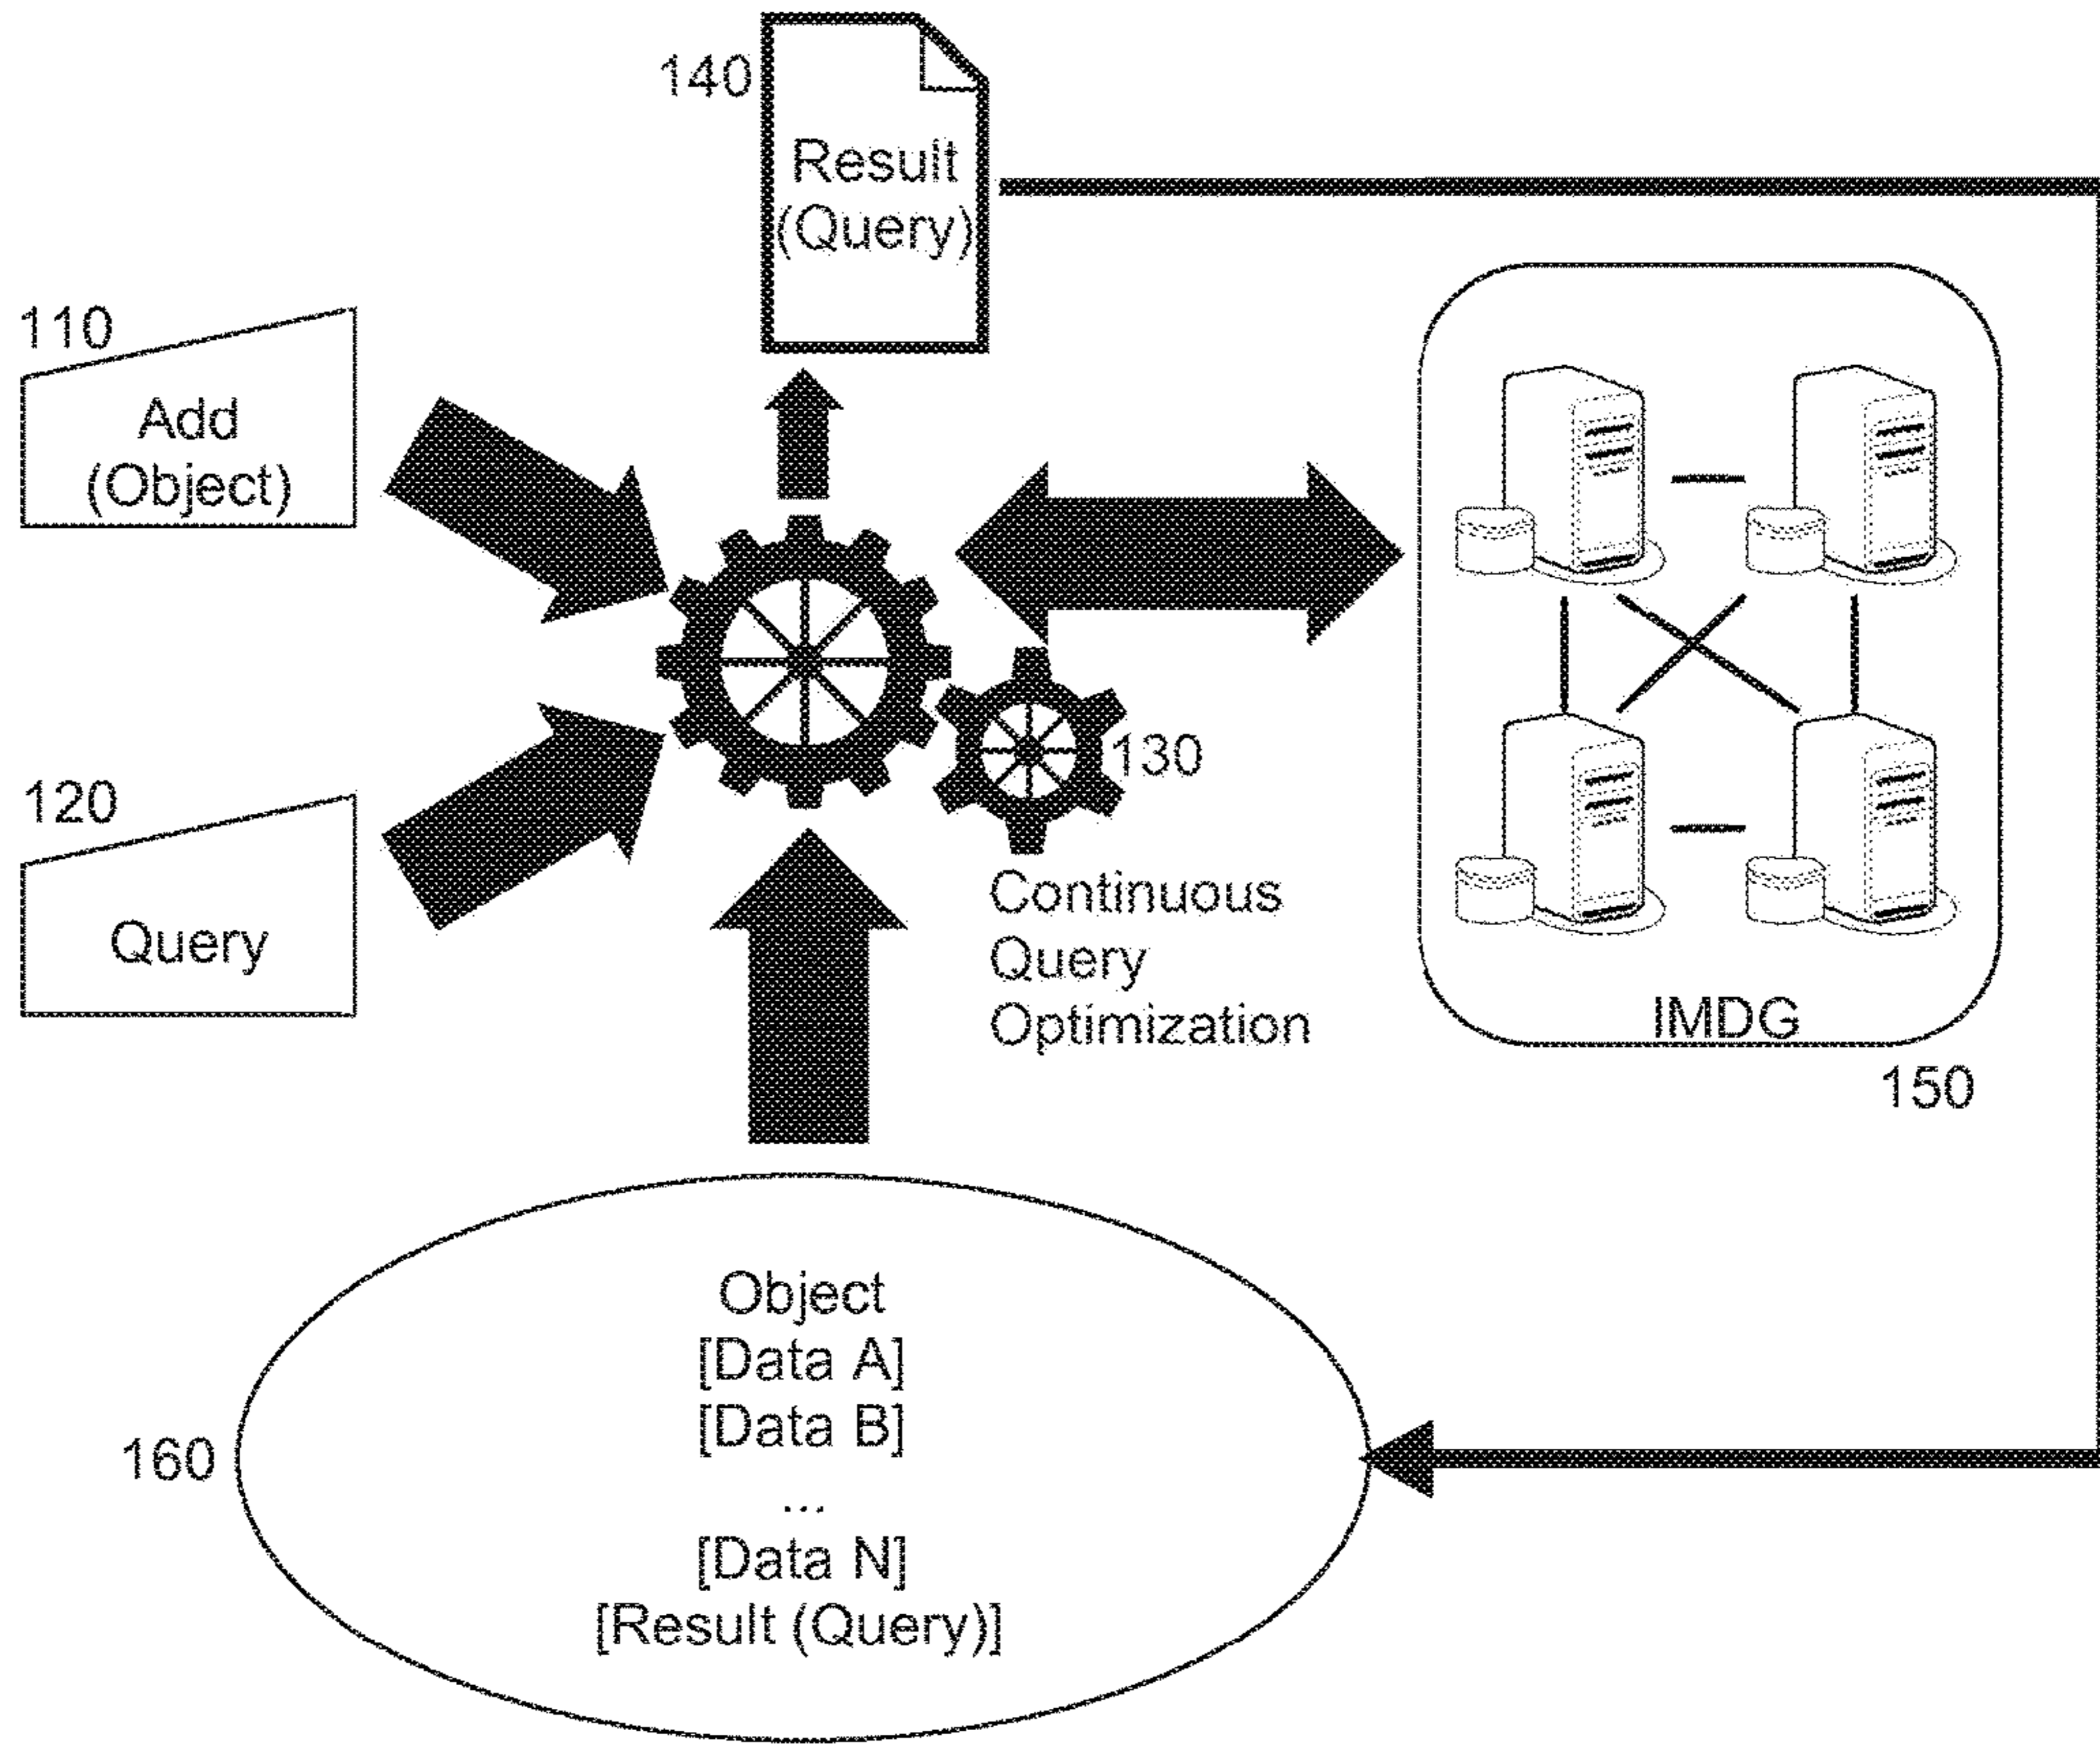 140
Result
(Query)
110
Add
(Object)
120
Query
130
Continuous
Query
Optimization
IMDG
150
160
Object
[Data A]
[Data B]
...
[Data N]
[Result (Query)]